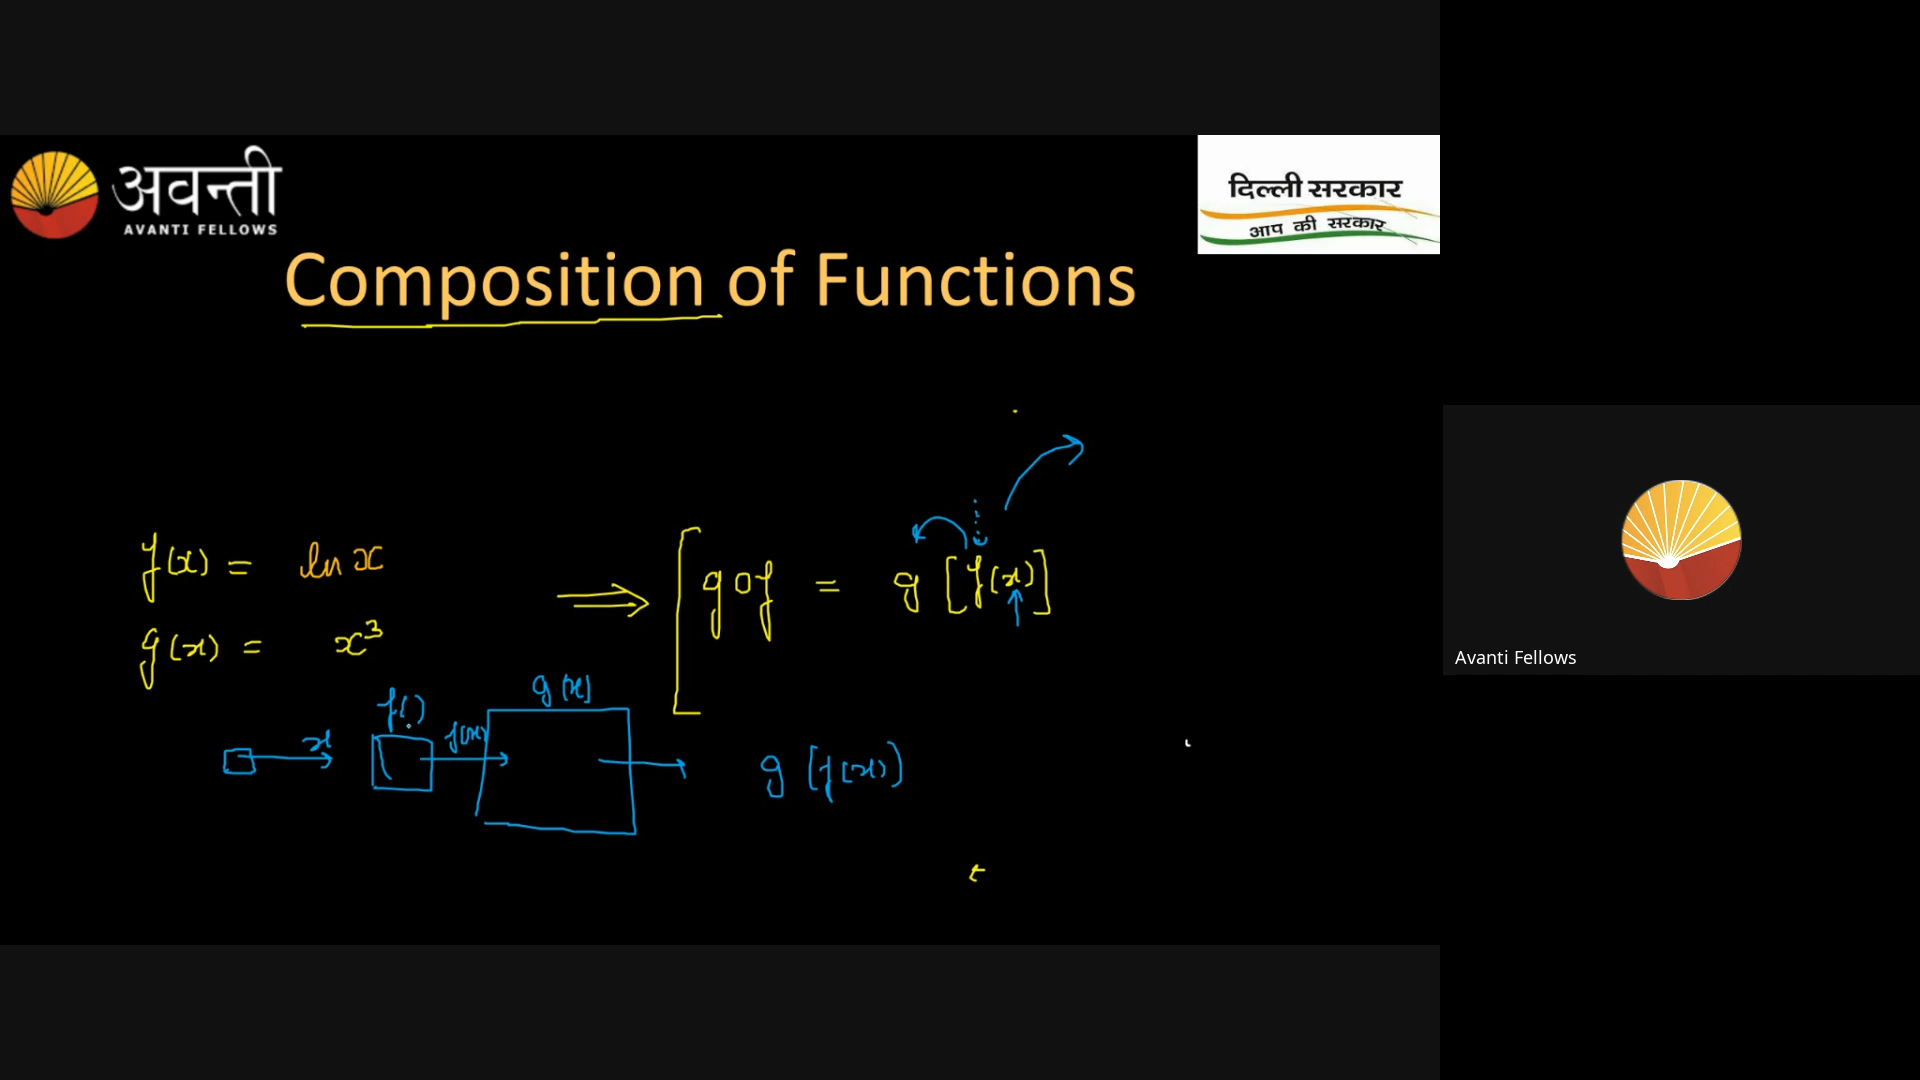 अवन्ती
AVANTI FELLOWS
दिल्ली सरकार
आप की सरकार
Composition of Functions
f(x) = ln x
g(x) = x³
⇒ [ gof = g [f(x)]
x
f( )
f(x)
g(x)
g [f(x)]
Avanti Fellows